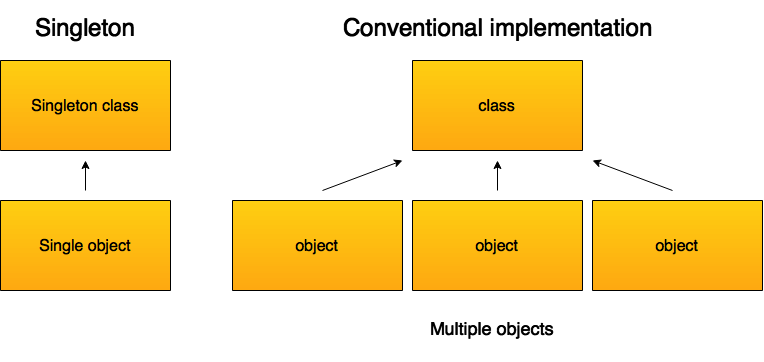 Singleton
Conventional implementation
Singleton class
class
Single object
object
object
object
Multiple objects